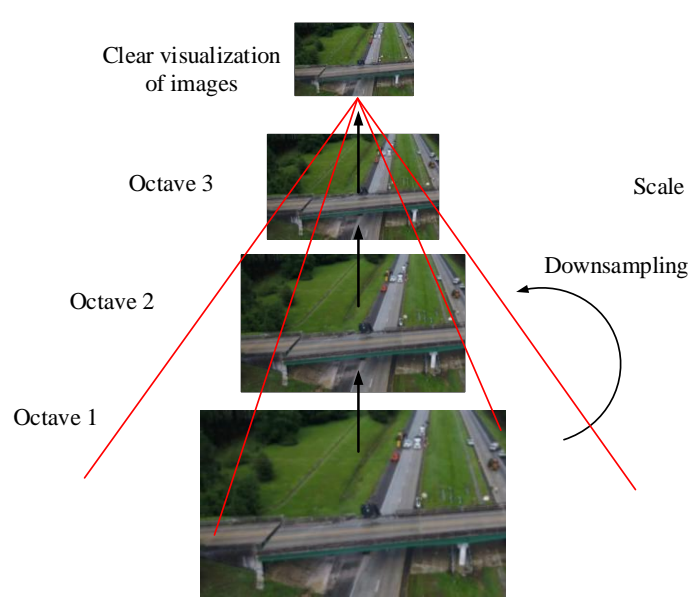 Clear visualization
of images
Octave 3
Scale
Downsampling
Octave 2
Octave 1